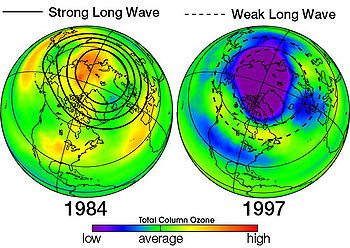 Strong Long Wave
Weak Long Wave
1984
1997
Total Column Ozone
low
average
high